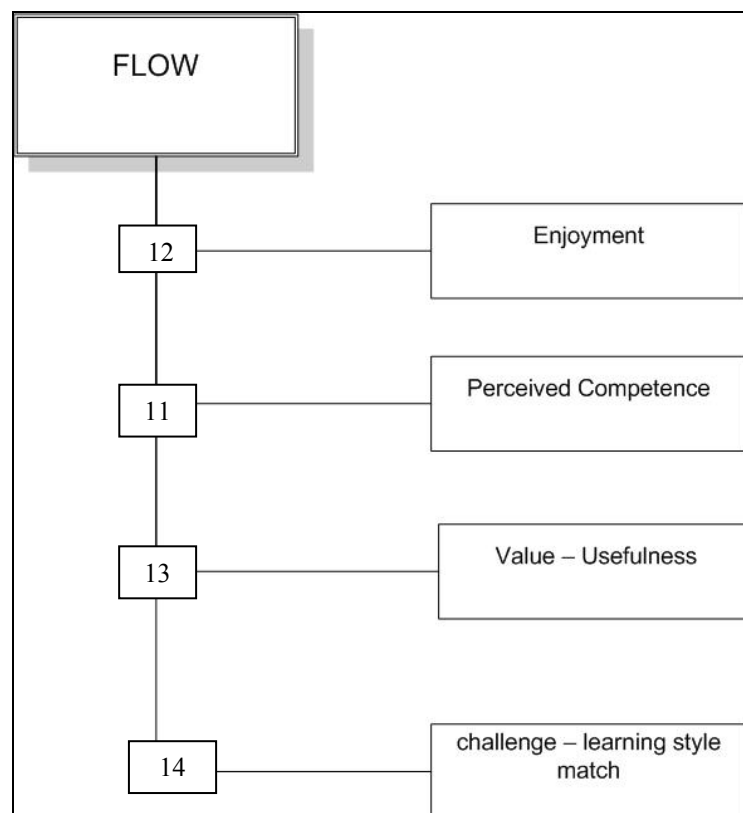 FLOW
12
Enjoyment
11
Perceived Competence
13
Value – Usefulness
14
challenge – learning style
match